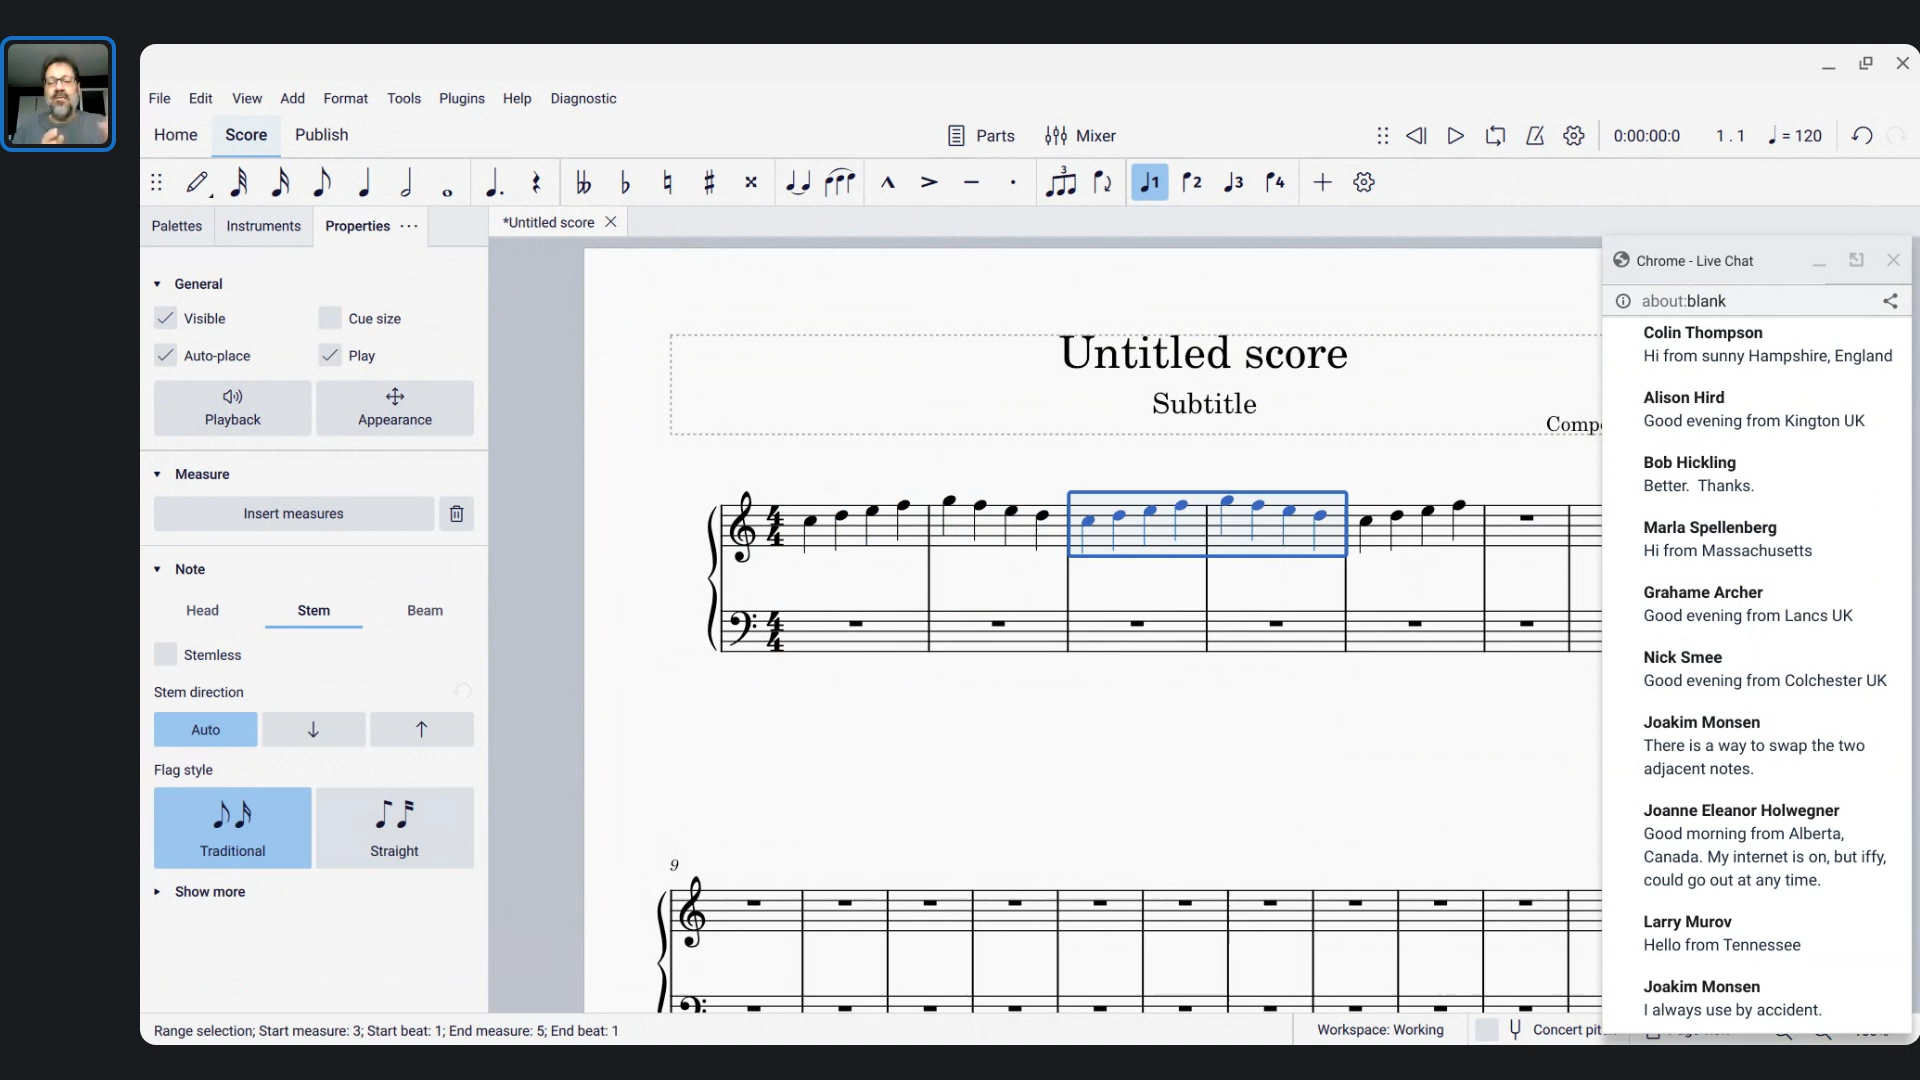 File Edit View Add Format Tools Plugins Help Diagnostic
Home Score Publish
Parts Mixer
0:00:00:0 1 . 1 = 120
3
1 2 3 4
Palettes Instruments Properties ···
*Untitled score
General
Visible Cue size
Auto-place Play
Playback Appearance
Measure
Insert measures
Note
Head Stem Beam
Stemless
Stem direction
Auto
Flag style
Traditional Straight
Show more
Untitled score
Subtitle
9
Chrome - Live Chat
about:blank
Colin Thompson
Hi from sunny Hampshire, England
Alison Hird
Good evening from Kington UK
Bob Hickling
Better. Thanks.
Marla Spellenberg
Hi from Massachusetts
Grahame Archer
Good evening from Lancs UK
Nick Smee
Good evening from Colchester UK
Joakim Monsen
There is a way to swap the two
adjacent notes.
Joanne Eleanor Holwegner
Good morning from Alberta,
Canada. My internet is on, but iffy,
could go out at any time.
Larry Murov
Hello from Tennessee
Joakim Monsen
I always use by accident.
Range selection; Start measure: 3; Start beat: 1; End measure: 5; End beat: 1
Workspace: Working
Concert